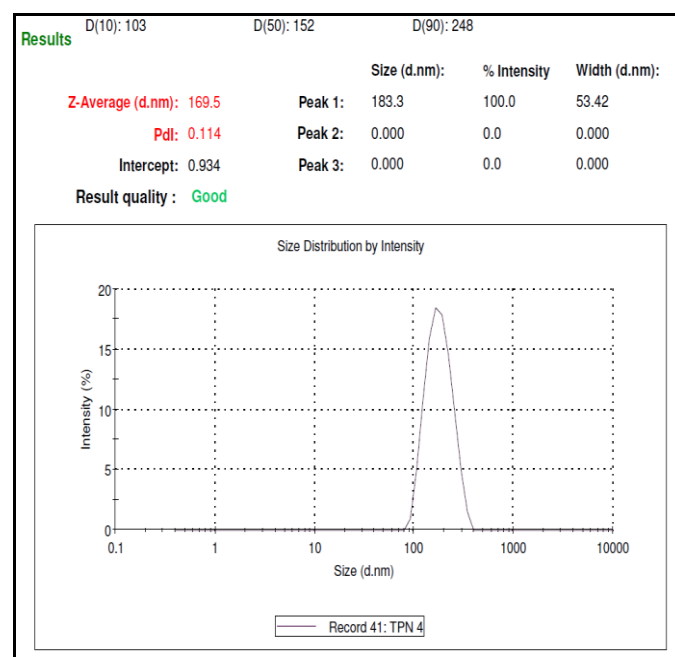 D(10): 103 D(50): 152 D(90): 248
Results
Size (d.nm): % Intensity Width (d.nm):
Z-Average (d.nm): 169.5 Peak 1: 183.3 100.0 53.42
PdI: 0.114 Peak 2: 0.000 0.0 0.000
Intercept: 0.934 Peak 3: 0.000 0.0 0.000
Result quality : Good
Size Distribution by Intensity
20
15
10
5
0
Intensity (%)
0.1 1 10 100 1000 10000
Size (d.nm)
Record 41: TPN 4